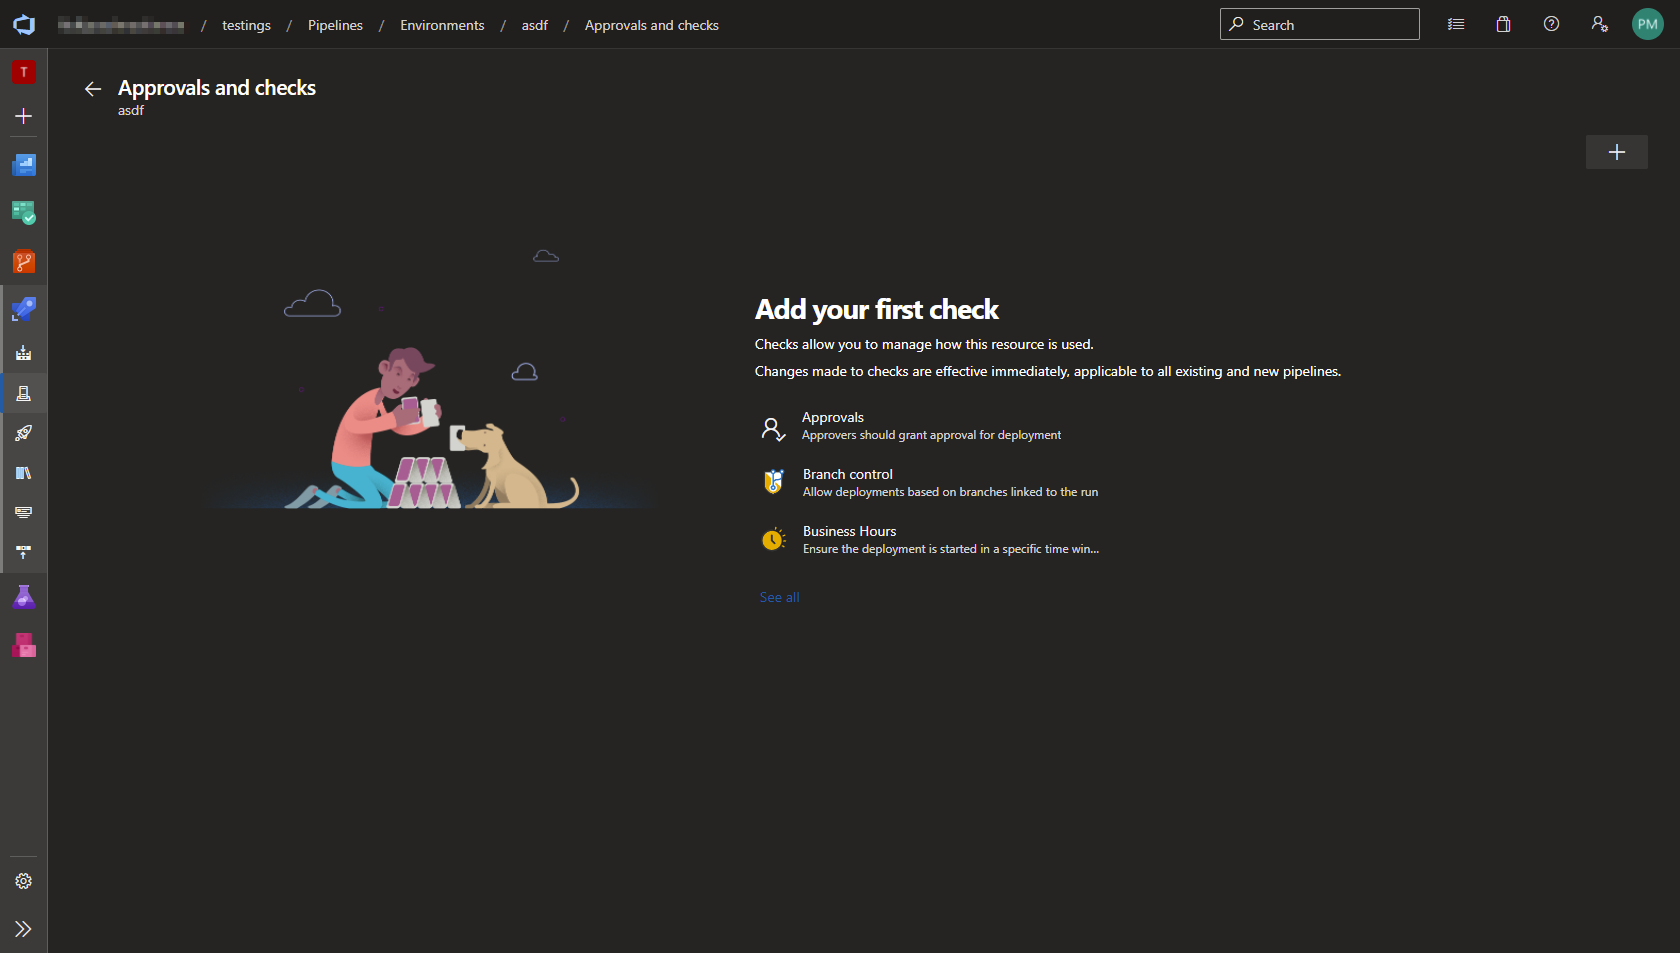 / testings / Pipelines / Environments / asdf / Approvals and checks
Search
PM
T
Approvals and checks
asdf
Add your first check
Checks allow you to manage how this resource is used.
Changes made to checks are effective immediately, applicable to all existing and new pipelines.
Approvals
Approvers should grant approval for deployment
Branch control
Allow deployments based on branches linked to the run
Business Hours
Ensure the deployment is started in a specific time win...
See all